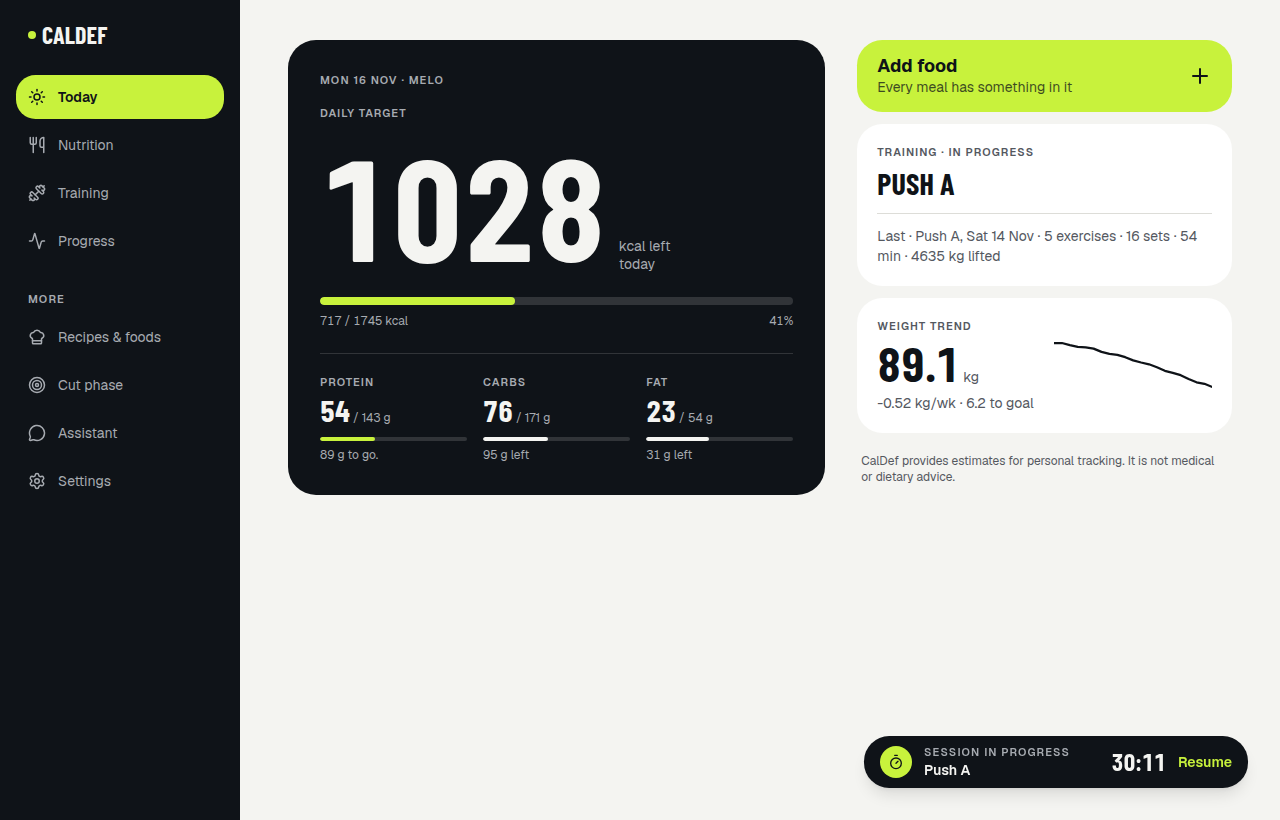 CALDEF
Today
Nutrition
Training
Progress
MORE
Recipes & foods
Cut phase
Assistant
Settings
MON 16 NOV · MELO
DAILY TARGET
1028
kcal left
today
717 / 1745 kcal
41%
PROTEIN
54 / 143 g
89 g to go.
CARBS
76 / 171 g
95 g left
FAT
23 / 54 g
31 g left
Add food
Every meal has something in it
TRAINING · IN PROGRESS
PUSH A
Last · Push A, Sat 14 Nov · 5 exercises · 16 sets · 54
min · 4635 kg lifted
WEIGHT TREND
89.1 kg
-0.52 kg/wk · 6.2 to goal
CalDef provides estimates for personal tracking. It is not medical
or dietary advice.
SESSION IN PROGRESS
Push A
30:11
Resume